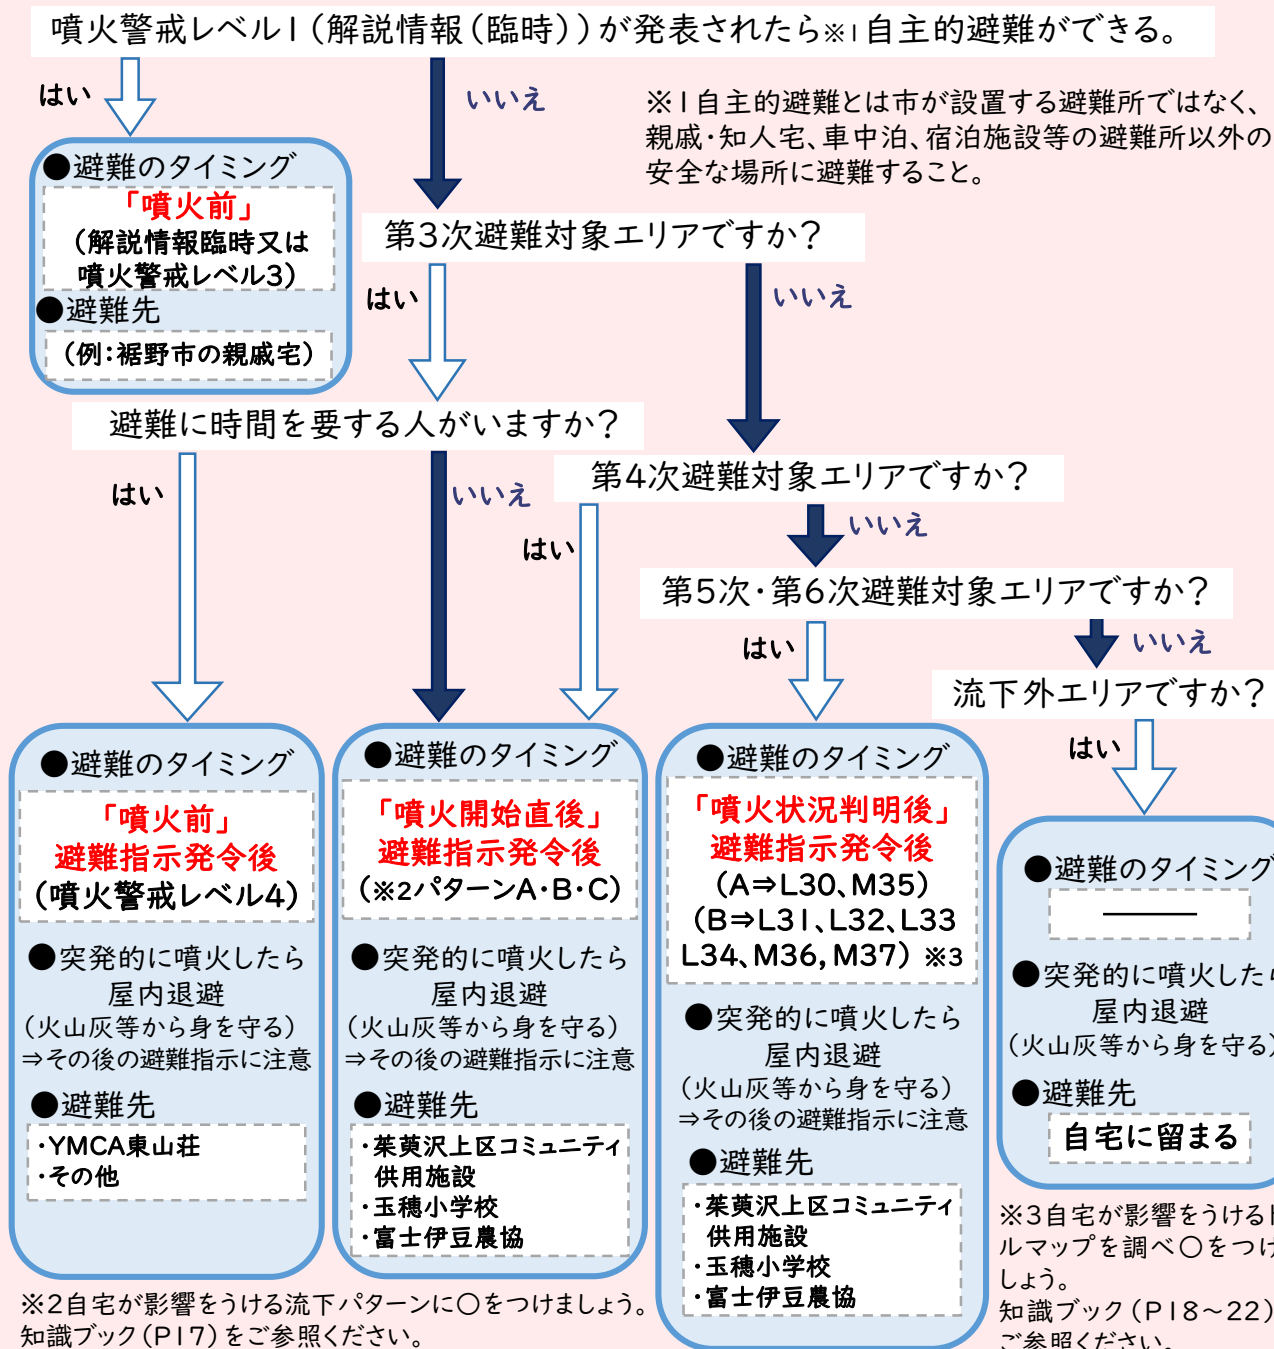 噴火警戒レベル1(解説情報(臨時))が発表されたら※1自主的避難ができる。
はい
いいえ
※1自主的避難とは市が設置する避難所ではなく、
親戚・知人宅、車中泊、宿泊施設等の避難所以外の
安全な場所に避難すること。
●避難のタイミング
「噴火前」
(解説情報臨時又は
噴火警戒レベル3)
●避難先
(例:裾野市の親戚宅)
第3次避難対象エリアですか?
はい
いいえ
避難に時間を要する人がいますか?
はい
いいえ
第4次避難対象エリアですか?
はい
いいえ
第5次・第6次避難対象エリアですか?
はい
いいえ
流下外エリアですか?
はい
●避難のタイミング
「噴火前」
避難指示発令後
(噴火警戒レベル4)
●突発的に噴火したら
屋内退避
(火山灰等から身を守る)
⇒その後の避難指示に注意
●避難先
・YMCA東山荘
・その他
●避難のタイミング
「噴火開始直後」
避難指示発令後
(※2パターンA・B・C)
●突発的に噴火したら
屋内退避
(火山灰等から身を守る)
⇒その後の避難指示に注意
●避難先
・茱萸沢上区コミュニティ
供用施設
・玉穂小学校
・富士伊豆農協
●避難のタイミング
「噴火状況判明後」
避難指示発令後
(A⇒L30、M35)
(B⇒L31、L32、L33
L34、M36,M37)※3
●突発的に噴火したら
屋内退避
(火山灰等から身を守る)
⇒その後の避難指示に注意
●避難先
・茱萸沢上区コミュニティ
供用施設
・玉穂小学校
・富士伊豆農協
●避難のタイミング
●突発的に噴火した
屋内退避
(火山灰等から身を守る)
●避難先
自宅に留まる
※2自宅が影響をうける流下パターンに○をつけましょう。
知識ブック(P17)をご参照ください。
※3自宅が影響をうける
ルマップを調べ○をつけ
しょう。
知識ブック(P18～22)
ご参照ください。